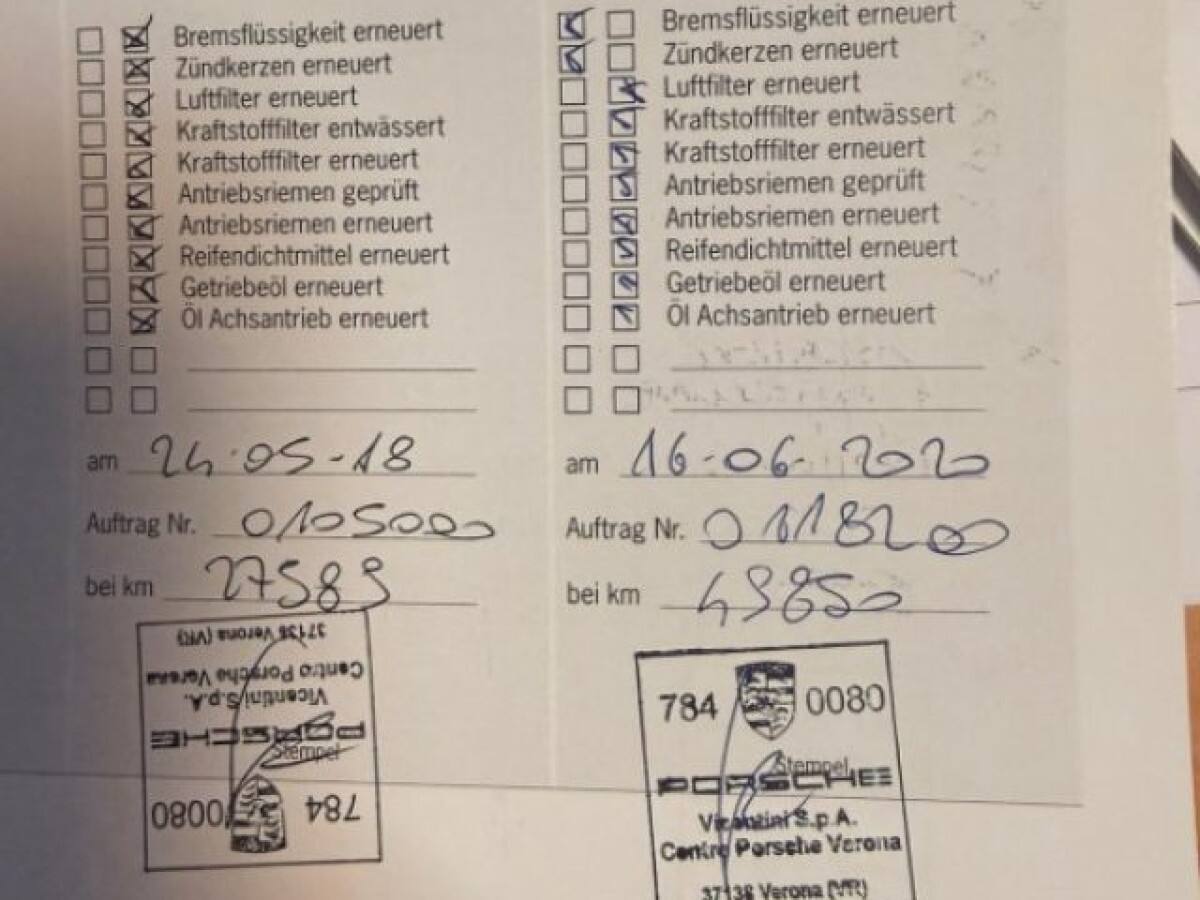 Bremsflüssigkeit erneuert
Zündkerzen erneuert
Luftfilter erneuert
Kraftstofffilter entwässert
Kraftstofffilter erneuert
Antriebsriemen geprüft
Antriebsriemen erneuert
Reifendichtmittel erneuert
Getriebeöl erneuert
Öl Achsantrieb erneuert
am 24.05-18
Auftrag Nr. 0105000
bei km
37136 Verona (VR)
Centro Porsche Verona
Vicentini S.p.A.
PORSCHE
Stempel
784 0080
Bremsflüssigkeit erneuert
Zündkerzen erneuert
Luftfilter erneuert
Kraftstofffilter entwässert
Kraftstofffilter erneuert
Antriebsriemen geprüft
Antriebsriemen erneuert
Reifendichtmittel erneuert
Getriebeöl erneuert
Öl Achsantrieb erneuert
am 16-06-2020
Auftrag Nr. 0118200
bei km
784 0080
Stempel
PORSCHE
Vicentini S.p.A.
Centro Porsche Verona
37136 Verona (VR)